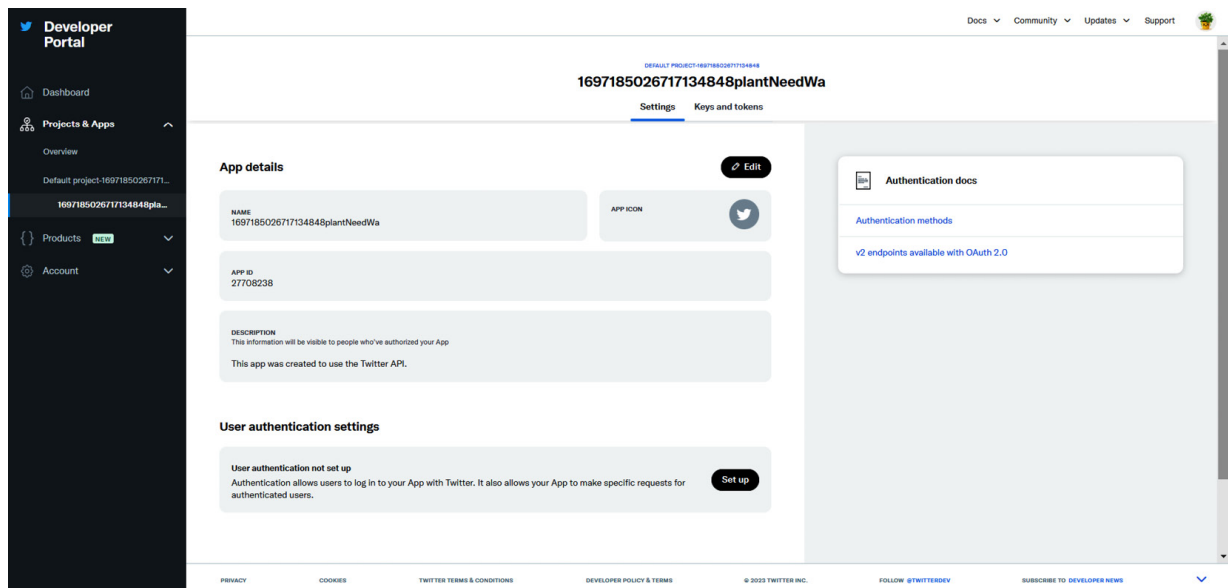 Developer
Portal
Docs
Community
Updates
Support
Dashboard
Projects & Apps
Overview
Default project-16971850267171...
1697185026717134848pla...
Products NEW
Account
DEFAULT PROJECT-1697185026717134848
1697185026717134848plantNeedWa
Settings
Keys and tokens
App details
Edit
NAME
1697185026717134848plantNeedWa
APP ICON
APP ID
27708238
DESCRIPTION
This information will be visible to people who've authorized your App
This app was created to use the Twitter API.
User authentication settings
User authentication not set up
Authentication allows users to log in to your App with Twitter. It also allows your App to make specific requests for
authenticated users.
Set up
Authentication docs
Authentication methods
v2 endpoints available with OAuth 2.0
PRIVACY
COOKIES
TWITTER TERMS & CONDITIONS
DEVELOPER POLICY & TERMS
© 2023 TWITTER INC.
FOLLOW @TWITTERDEV
SUBSCRIBE TO DEVELOPER NEWS